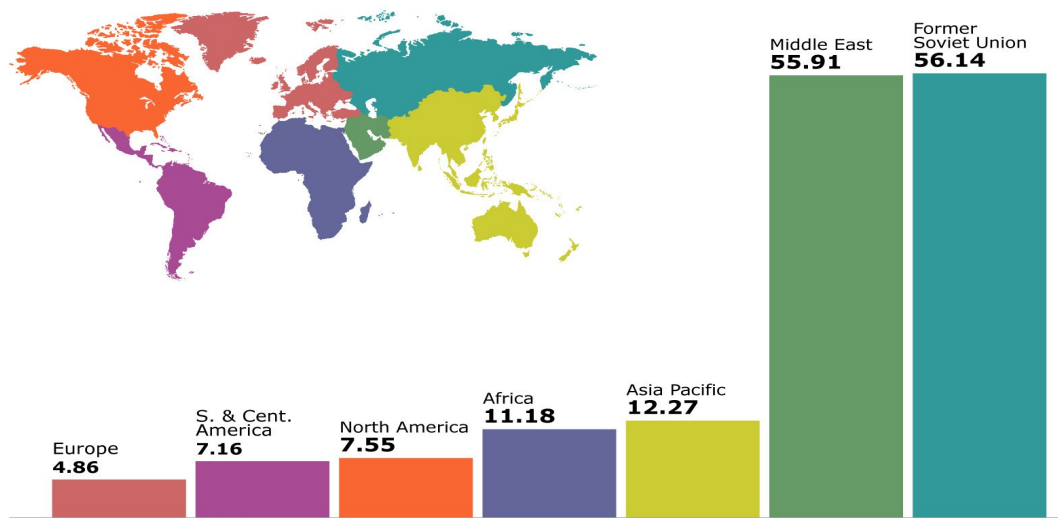 Europe
4.86
S. & Cent.
America
7.16
North America
7.55
Africa
11.18
Asia Pacific
12.27
Middle East
55.91
Former
Soviet Union
56.14